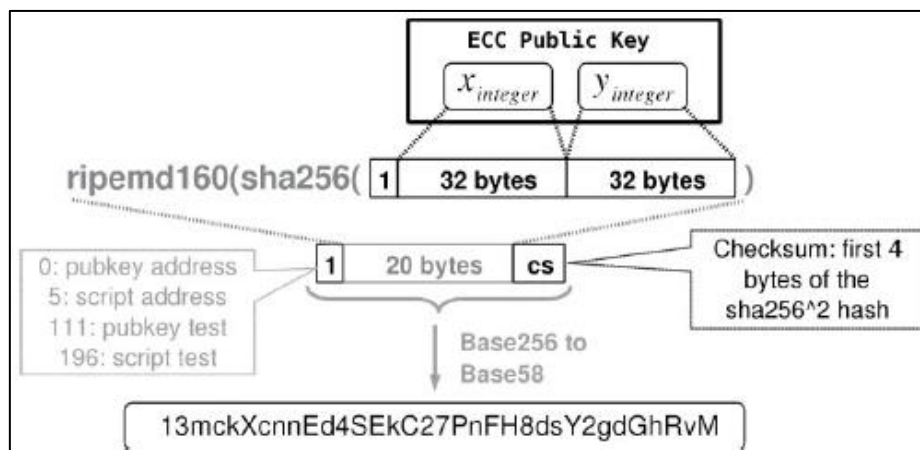 ECC Public Key
x integer y integer
ripemd160(sha256( 1 32 bytes 32 bytes )
0: pubkey address
5: script address
111: pubkey test
196: script test
1 20 bytes cs
Checksum: first 4
bytes of the
sha256^2 hash
Base256 to
Base58
13mckXcnnEd4SEkC27PnFH8dsY2gdGhRvM